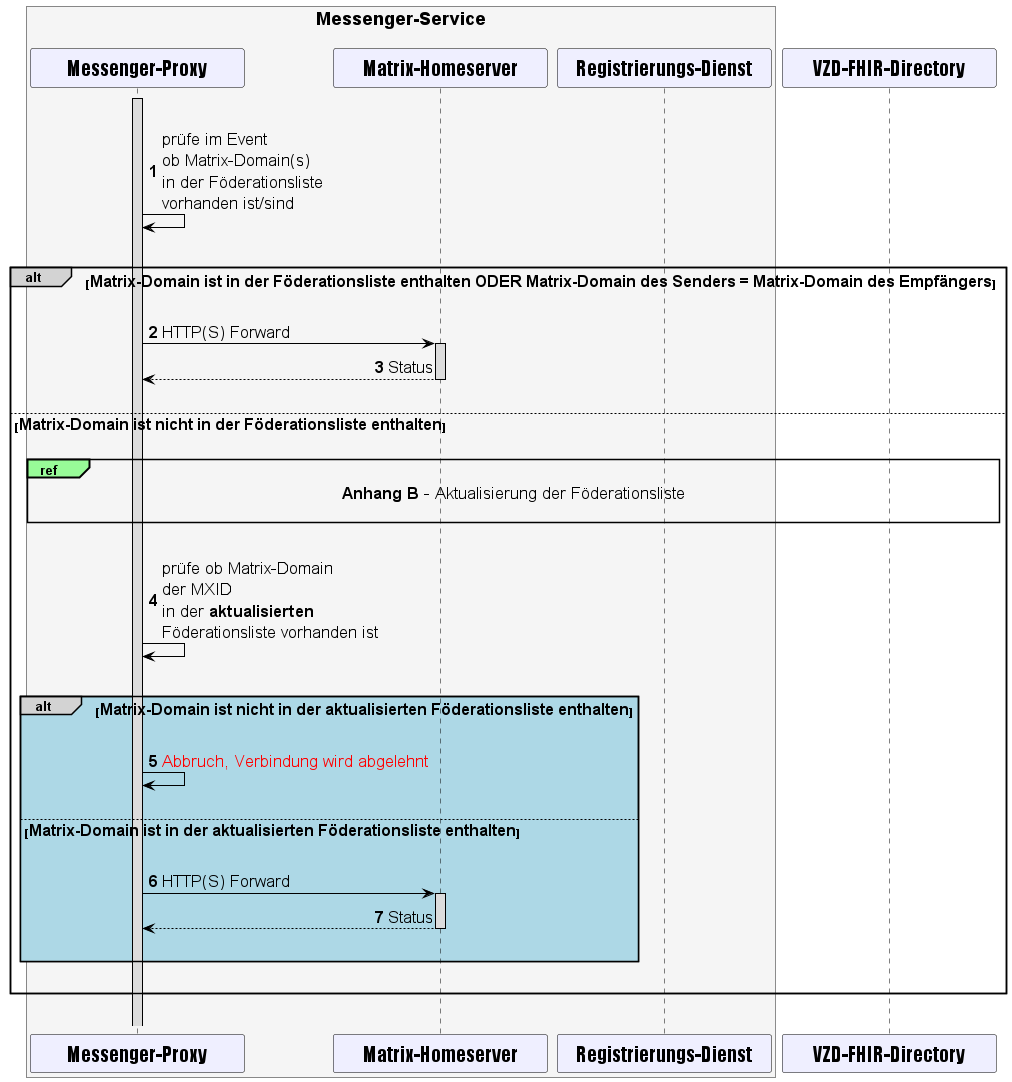 Messenger-Service
Messenger-Proxy
Matrix-Homeserver
Registrierungs-Dienst
VZD-FHIR-Directory
prüfe im Event
ob Matrix-Domain(s)
1
in der Föderationsliste
vorhanden ist/sind
alt
[Matrix-Domain ist in der Föderationsliste enthalten ODER Matrix-Domain des Senders = Matrix-Domain des Empfängers]
2 HTTP(S) Forward
3 Status
[Matrix-Domain ist nicht in der Föderationsliste enthalten]
ref
Anhang B - Aktualisierung der Föderationsliste
prüfe ob Matrix-Domain
der MXID
4
in der aktualisierten
Föderationsliste vorhanden ist
alt
[Matrix-Domain ist nicht in der aktualisierten Föderationsliste enthalten]
5 Abbruch, Verbindung wird abgelehnt
[Matrix-Domain ist in der aktualisierten Föderationsliste enthalten]
6 HTTP(S) Forward
7 Status
Messenger-Proxy
Matrix-Homeserver
Registrierungs-Dienst
VZD-FHIR-Directory